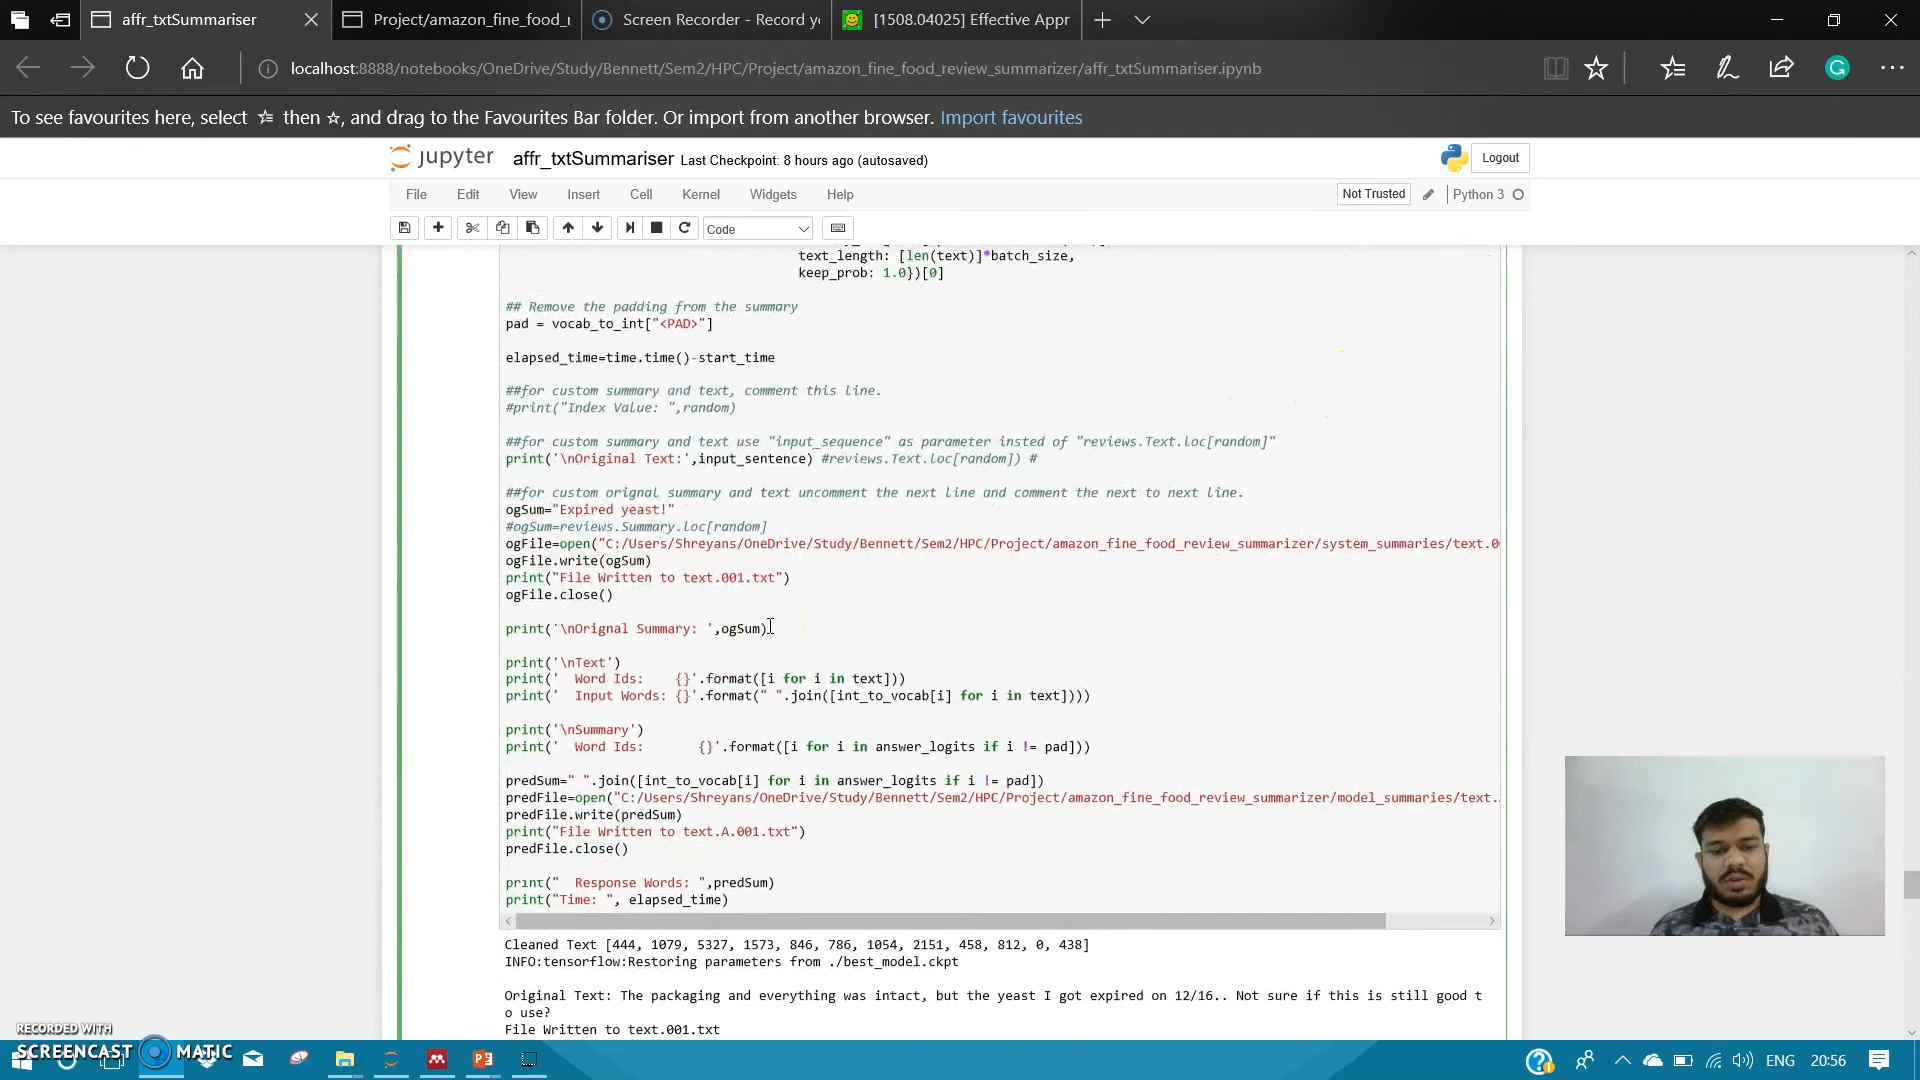 affr_txtSummariser
Project/amazon_fine_food_r
Screen Recorder - Record yo
[1508.04025] Effective Appr
localhost:8888/notebooks/OneDrive/Study/Bennett/Sem2/HPC/Project/amazon_fine_food_review_summarizer/affr_txtSummariser.ipynb
To see favourites here, select then ☆, and drag to the Favourites Bar folder. Or import from another browser. Import favourites
jupyter affr_txtSummariser Last Checkpoint: 8 hours ago (autosaved)
Logout
File Edit View Insert Cell Kernel Widgets Help
Not Trusted
Python 3
Code
text_length: [len(text)]*batch_size,
keep_prob: 1.0})[0]
## Remove the padding from the summary
pad = vocab_to_int["<PAD>"]
elapsed_time=time.time()-start_time
##for custom summary and text, comment this line.
#print("Index Value: ",random)
##for custom summary and text use "input_sequence" as parameter insted of "reviews.Text.loc[random]"
print('\nOriginal Text:',input_sentence) #reviews.Text.loc[random]) #
##for custom orignal summary and text uncomment the next line and comment the next to next line.
ogSum="Expired yeast!"
#ogSum=reviews.Summary.loc[random]
ogFile=open("C:/Users/Shreyans/OneDrive/Study/Bennett/Sem2/HPC/Project/amazon_fine_food_review_summarizer/system_summaries/text.0
ogFile.write(ogSum)
print("File Written to text.001.txt")
ogFile.close()
print('\nOrignal Summary: ',ogSum)
print('\nText')
print('  Word Ids:    {}'.format([i for i in text]))
print('  Input Words: {}'.format(" ".join([int_to_vocab[i] for i in text])))
print('\nSummary')
print('  Word Ids:       {}'.format([i for i in answer_logits if i != pad]))
predSum=" ".join([int_to_vocab[i] for i in answer_logits if i != pad])
predFile=open("C:/Users/Shreyans/OneDrive/Study/Bennett/Sem2/HPC/Project/amazon_fine_food_review_summarizer/model_summaries/text.
predFile.write(predSum)
print("File Written to text.A.001.txt")
predFile.close()
print("  Response Words: ",predSum)
print("Time: ", elapsed_time)
Cleaned Text [444, 1079, 5327, 1573, 846, 786, 1054, 2151, 458, 812, 0, 438]
INFO:tensorflow:Restoring parameters from ./best_model.ckpt
Original Text: The packaging and everything was intact, but the yeast I got expired on 12/16.. Not sure if this is still good t
o use?
File Written to text.001.txt
RECORDED WITH
SCREENCAST MATIC
ENG 20:56